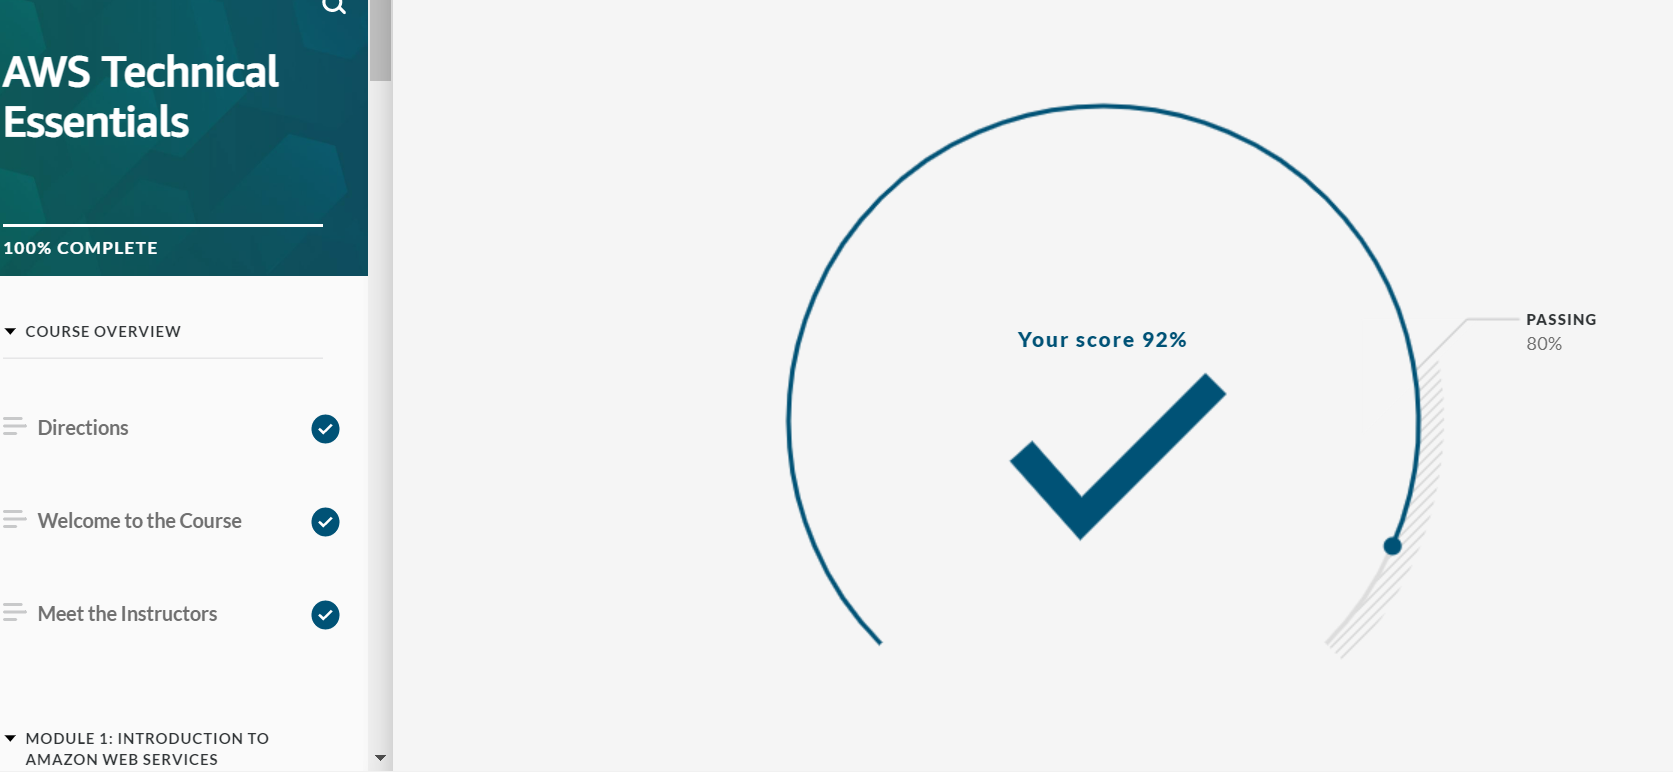 AWS Technical
Essentials
100% COMPLETE
COURSE OVERVIEW
Directions
Welcome to the Course
Meet the Instructors
MODULE 1: INTRODUCTION TO
AMAZON WEB SERVICES
Your score 92%
PASSING
80%